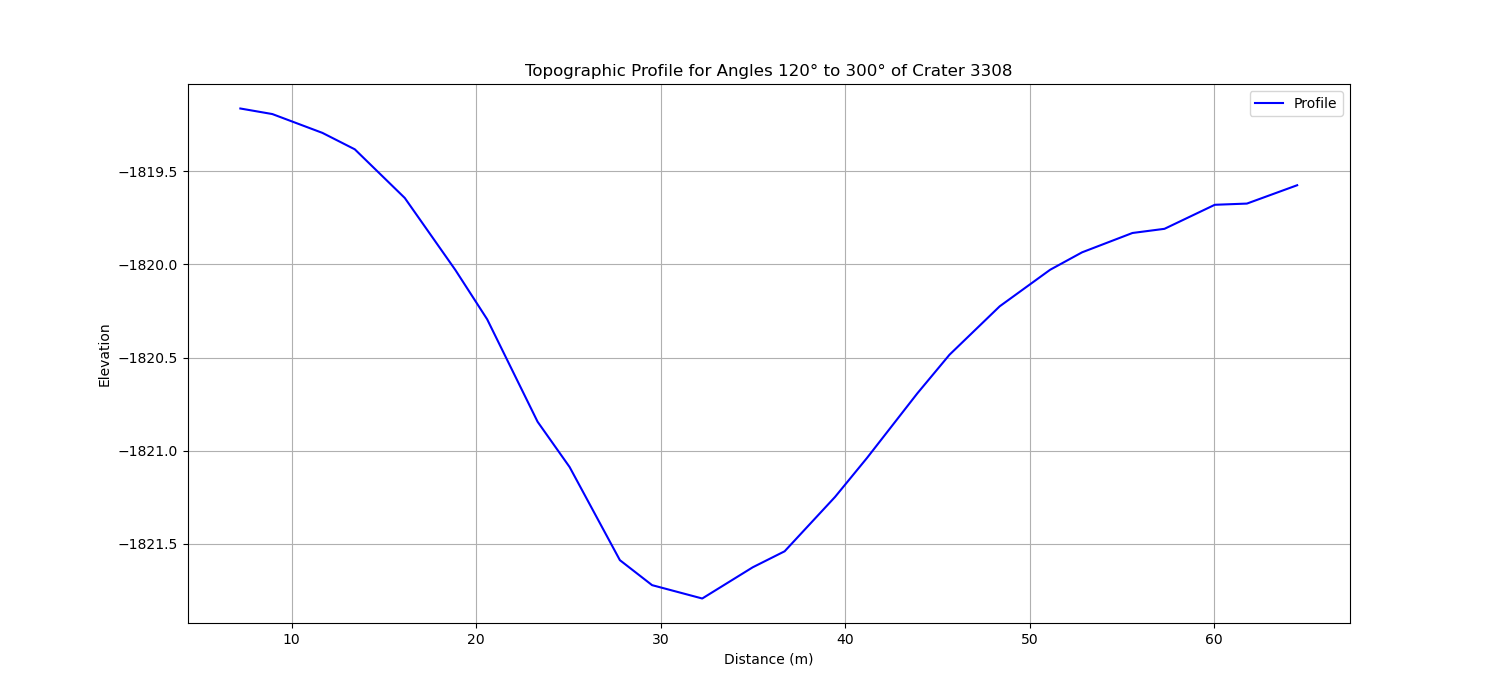 Topographic Profile for Angles 120° to 300° of Crater 3308
Profile
Elevation
−1819.5
−1820.0
−1820.5
−1821.0
−1821.5
10 20 30 40 50 60
Distance (m)